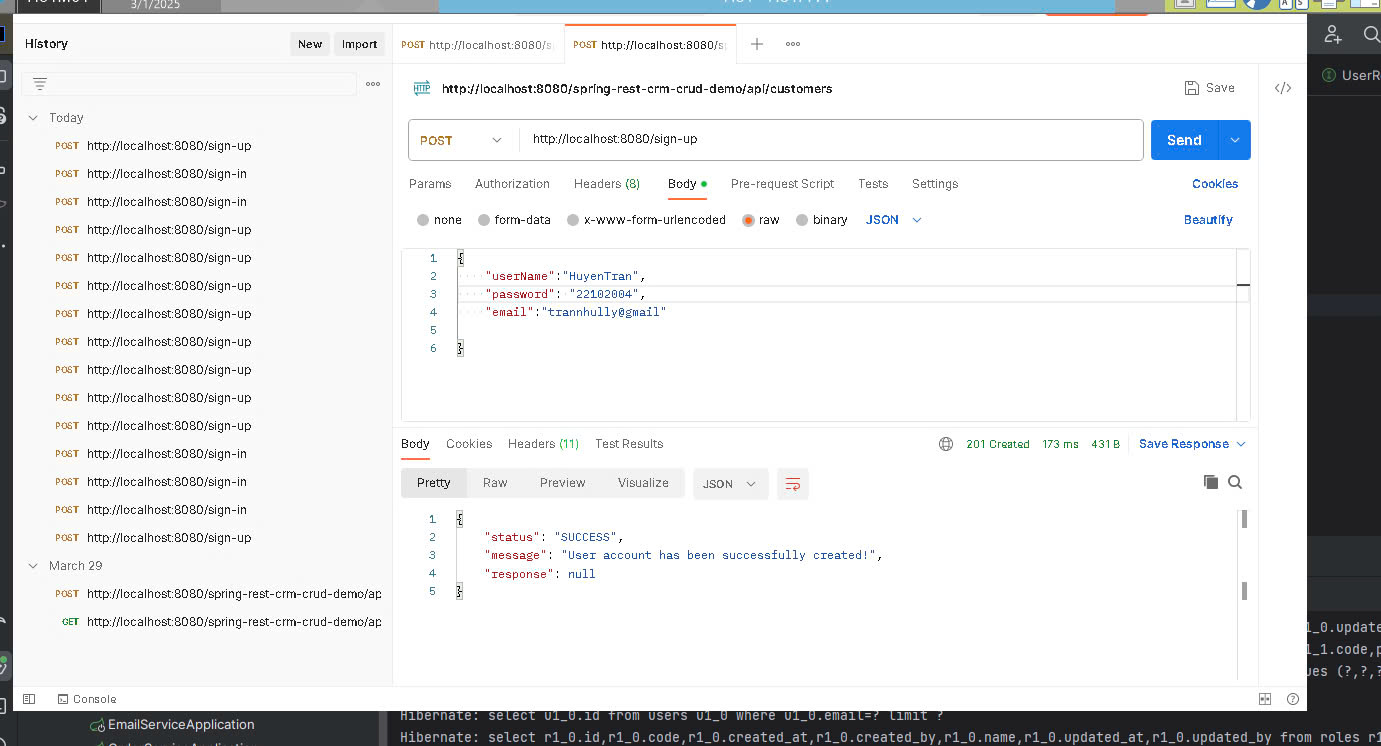 3/1/2025
History
New
Import
POST http://localhost:8080/s
POST http://localhost:8080/s
http://localhost:8080/spring-rest-crm-crud-demo/api/customers
Save
UserR
Today
POST http://localhost:8080/sign-up
POST http://localhost:8080/sign-in
POST http://localhost:8080/sign-in
POST http://localhost:8080/sign-up
POST http://localhost:8080/sign-up
POST http://localhost:8080/sign-up
POST http://localhost:8080/sign-up
POST http://localhost:8080/sign-up
POST http://localhost:8080/sign-up
POST http://localhost:8080/sign-up
POST http://localhost:8080/sign-up
POST http://localhost:8080/sign-in
POST http://localhost:8080/sign-in
POST http://localhost:8080/sign-in
POST http://localhost:8080/sign-up
March 29
POST http://localhost:8080/spring-rest-crm-crud-demo/ap
GET http://localhost:8080/spring-rest-crm-crud-demo/ap
POST
http://localhost:8080/sign-up
Send
Params Authorization Headers (8) Body Pre-request Script Tests Settings Cookies
none form-data x-www-form-urlencoded raw binary JSON Beautify
1 {
2 "userName":"HuyenTran",
3 "password": "22102004",
4 "email":"trannhully@gmail"
5
6 }
Body Cookies Headers (11) Test Results 201 Created 173 ms 431 B Save Response
Pretty Raw Preview Visualize JSON
1 {
2 "status": "SUCCESS",
3 "message": "User account has been successfully created!",
4 "response": null
5 }
1_0.update
1_1.code,p
ues (?,?,?
Console
EmailServiceApplication
Hibernate: select u1_0.id from users u1_0 where u1_0.email=? limit ?
Hibernate: select r1_0.id,r1_0.code,r1_0.created_at,r1_0.created_by,r1_0.name,r1_0.updated_at,r1_0.updated_by from roles r1